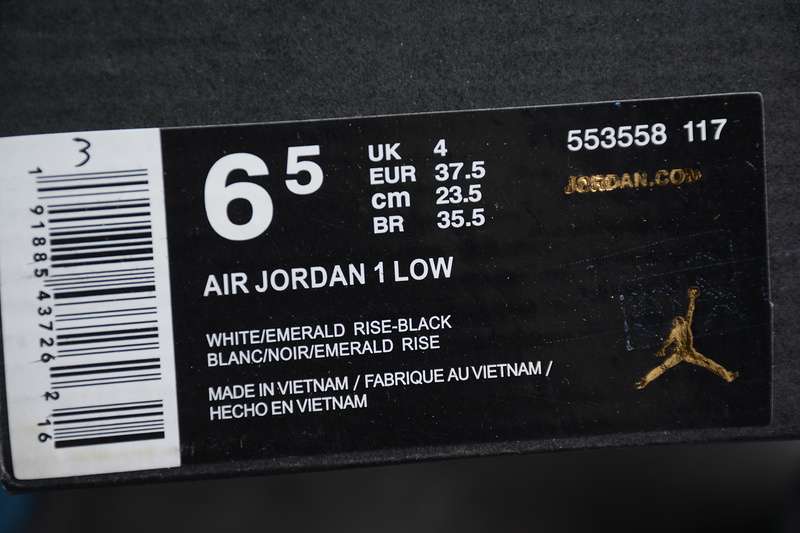 3
1 91885 43726 2 16
6 5
UK 4
EUR 37.5
cm 23.5
BR 35.5
553558 117
JORDAN.COM
AIR JORDAN 1 LOW
WHITE/EMERALD RISE-BLACK
BLANC/NOIR/EMERALD RISE
MADE IN VIETNAM / FABRIQUE AU VIETNAM /
HECHO EN VIETNAM